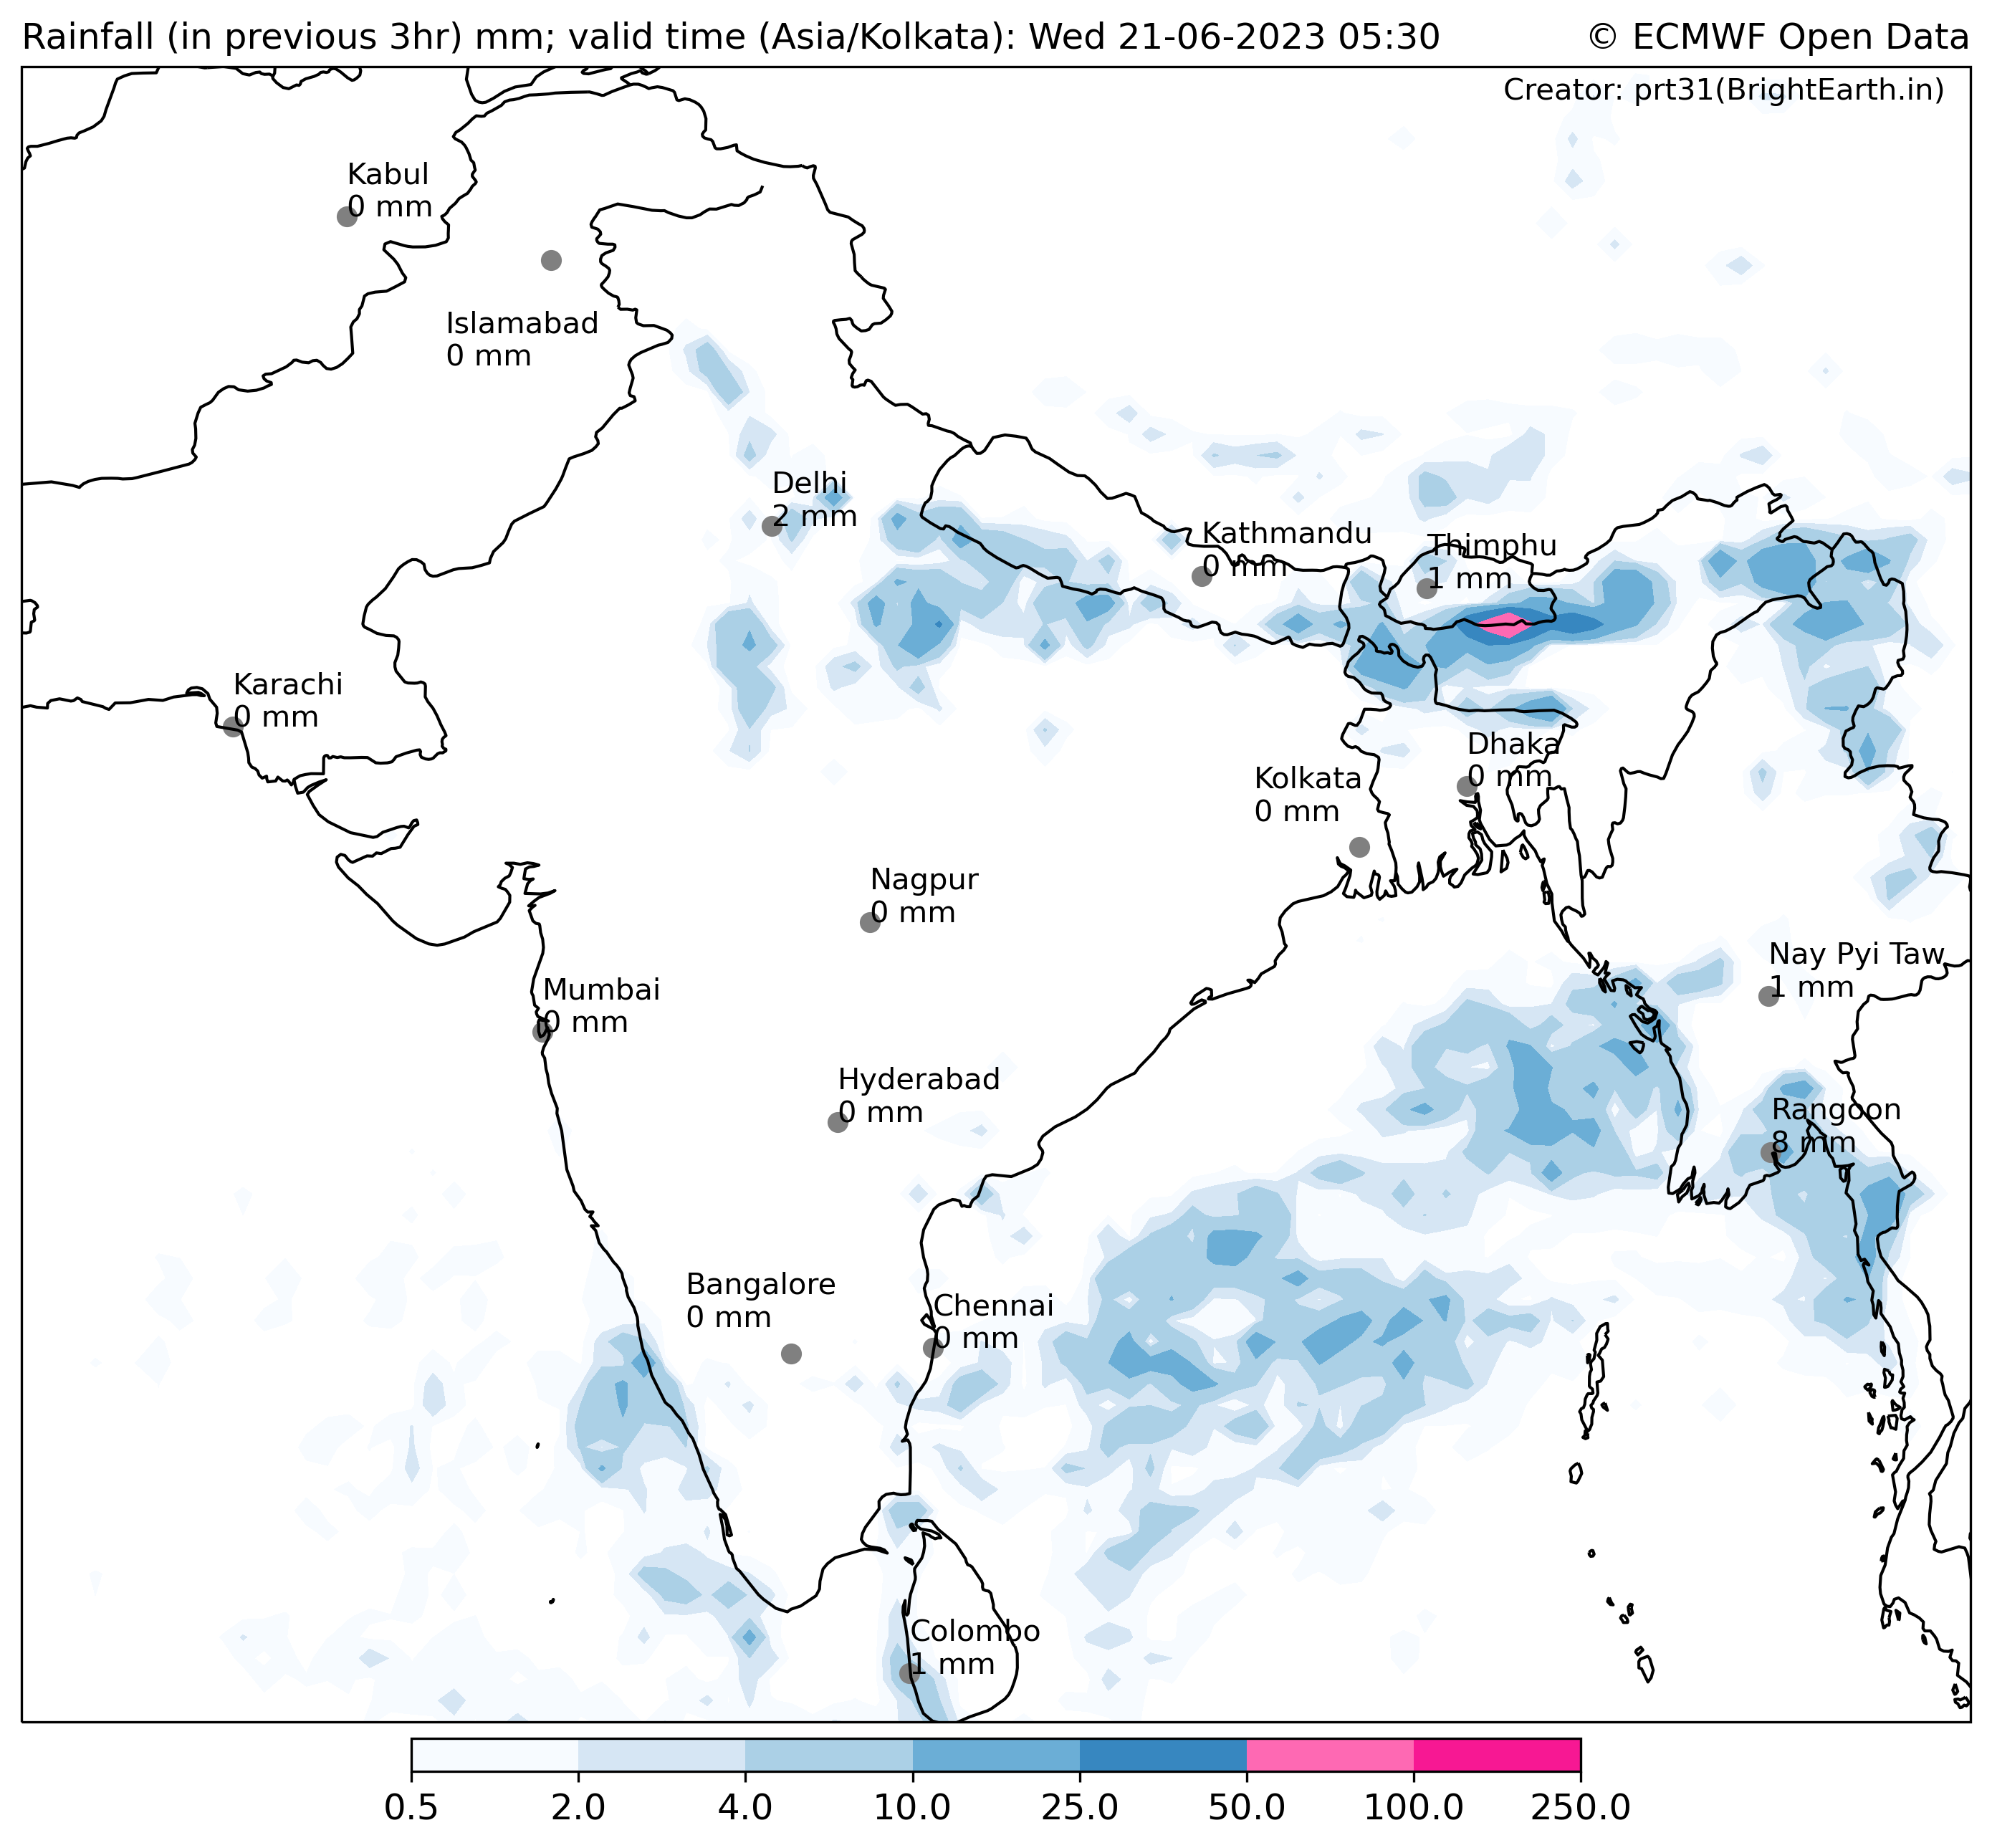 Rainfall (in previous 3hr) mm; valid time (Asia/Kolkata): Wed 21-06-2023 05:30
© ECMWF Open Data
Creator: prt31(BrightEarth.in)
Kabul
0 mm
Islamabad
0 mm
Delhi
2 mm
Kathmandu
0 mm
Thimphu
1 mm
Karachi
0 mm
Dhaka
0 mm
Kolkata
0 mm
Nagpur
0 mm
Nay Pyi Taw
1 mm
Mumbai
0 mm
Hyderabad
0 mm
Rangoon
8 mm
Bangalore
0 mm
Chennai
0 mm
Colombo
1 mm
0.5 2.0 4.0 10.0 25.0 50.0 100.0 250.0